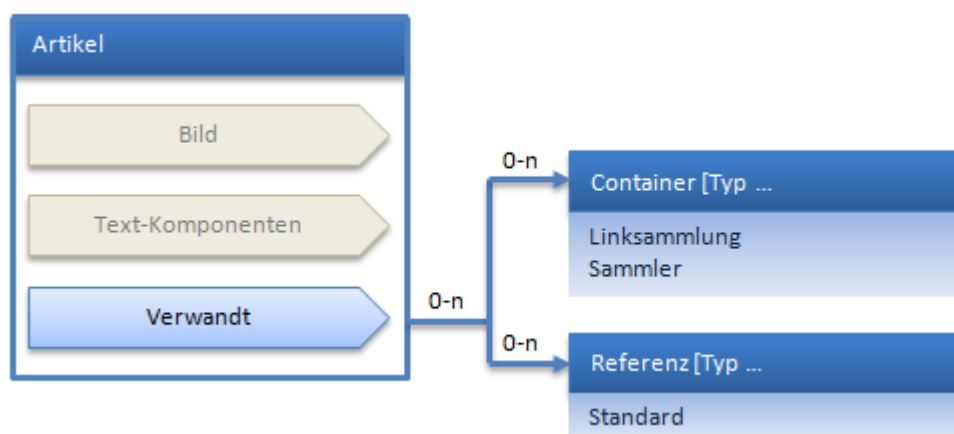 Artikel
Bild
Text-Komponenten
Verwandt
0-n
0-n
Container [Typ ...
Linksammlung
Sammler
0-n
Referenz [Typ ...
Standard